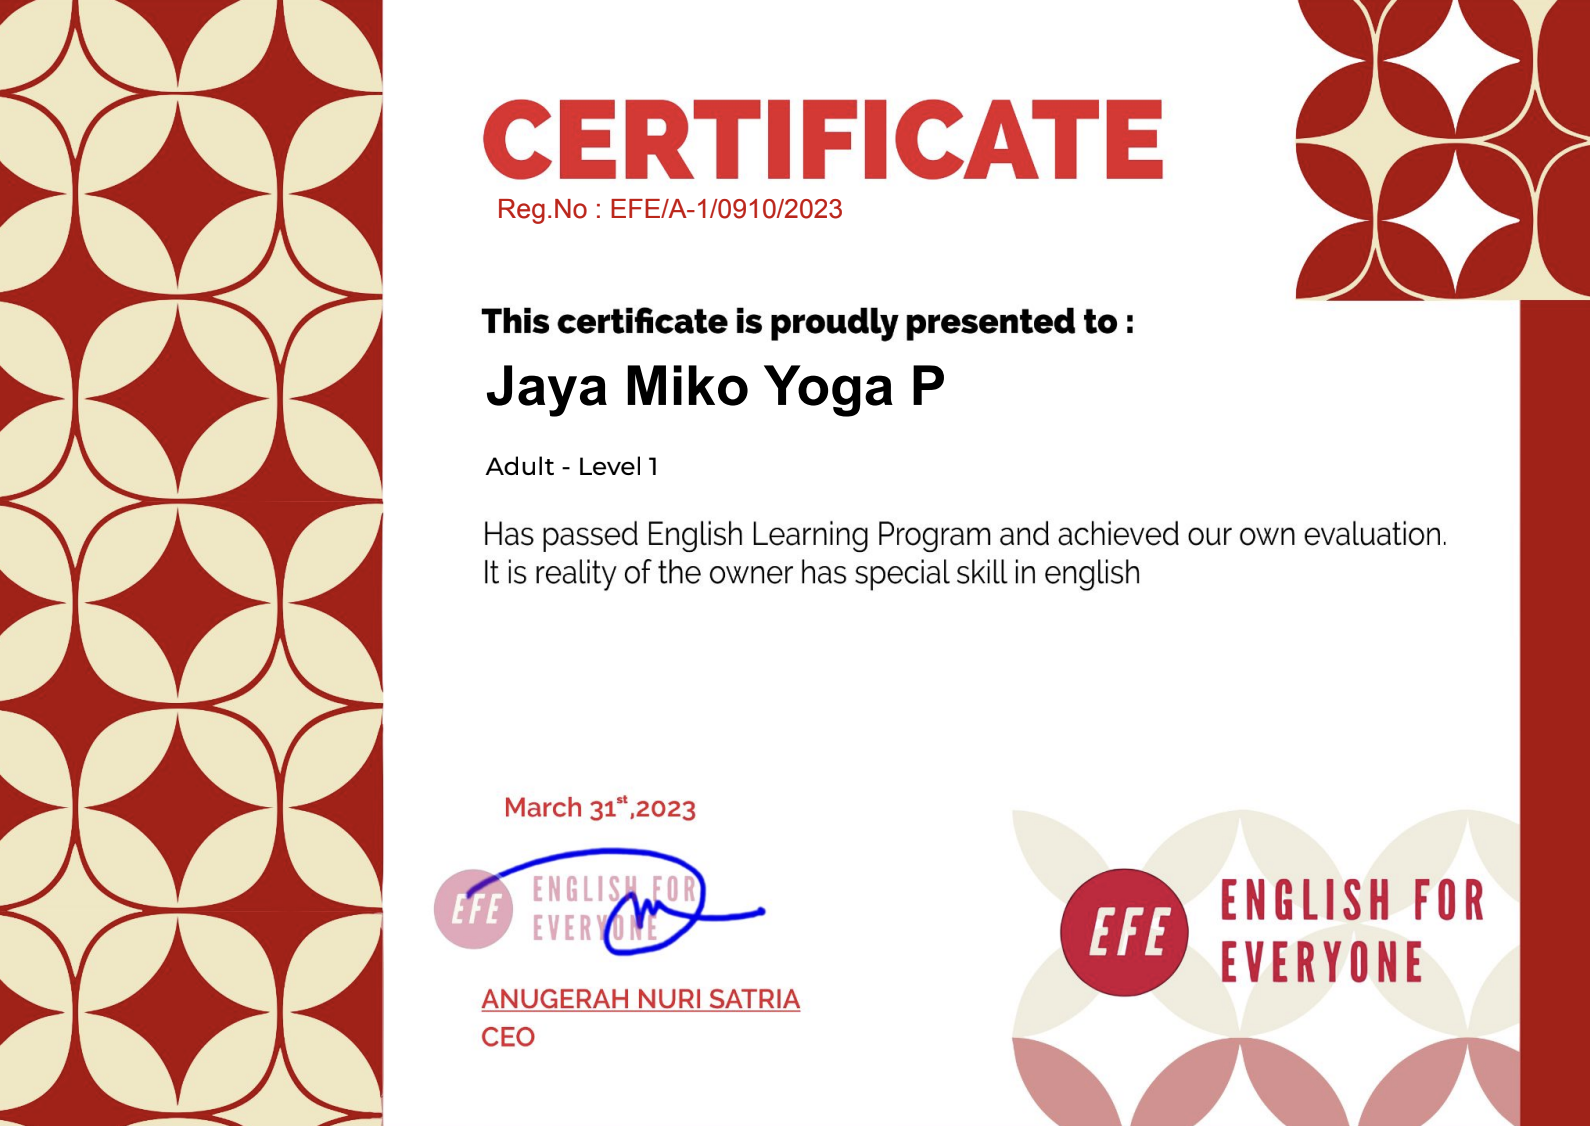 CERTIFICATE
Reg.No : EFE/A-1/0910/2023
This certificate is proudly presented to :
Jaya Miko Yoga P
Adult - Level 1
Has passed English Learning Program and achieved our own evaluation.
It is reality of the owner has special skill in english
March 31st,2023
EFE
ENGLISH FOR
EVERYONE
ANUGERAH NURI SATRIA
CEO
EFE
ENGLISH FOR
EVERYONE